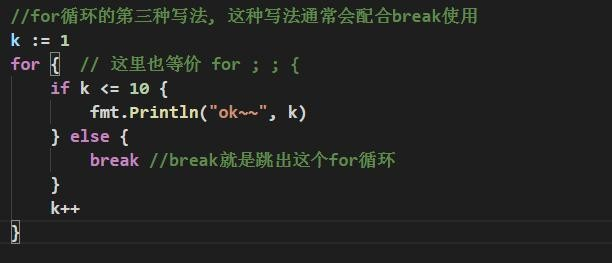 //for循环的第三种写法, 这种写法通常会配合break使用
k := 1
for {  // 这里也等价 for ; ; {
    if k <= 10 {
        fmt.Println("ok~~", k)
    } else {
        break //break就是跳出这个for循环
    }
    k++
}